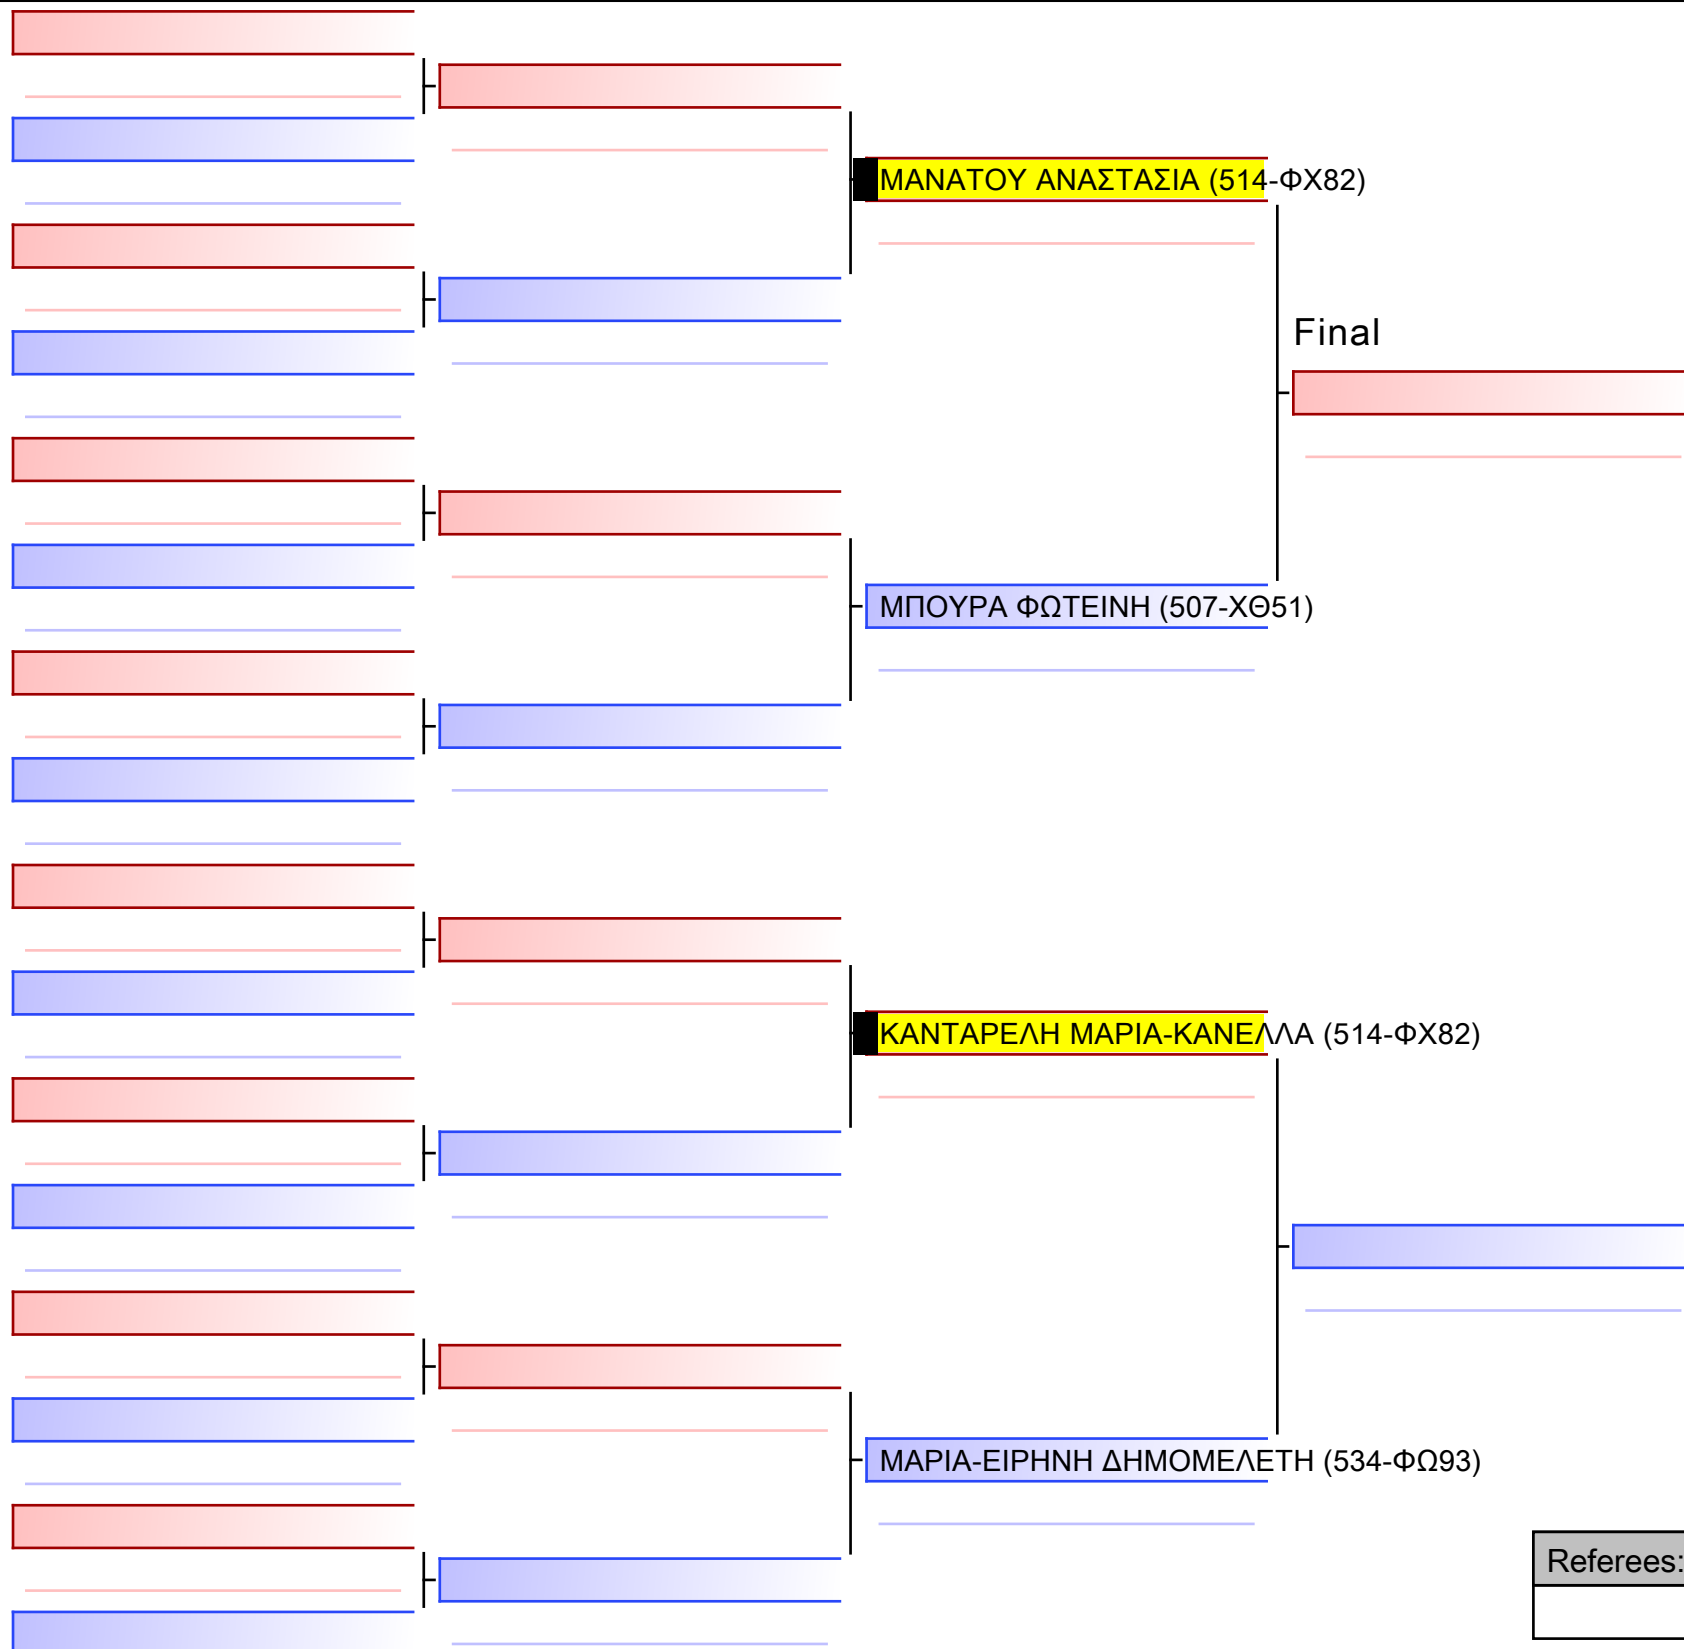 ΜΑΝΑΤΟΥ ΑΝΑΣΤΑΣΙΑ (514-ΦΧ82)
Final
ΜΠΟΥΡΑ ΦΩΤΕΙΝΗ (507-ΧΘ51)
ΚΑΝΤΑΡΕΛΗ ΜΑΡΙΑ-ΚΑΝΕΛΛΑ (514-ΦΧ82)
ΜΑΡΙΑ-ΕΙΡΗΝΗ ΔΗΜΟΜΕΛΕΤΗ (534-ΦΩ93)
Referees: